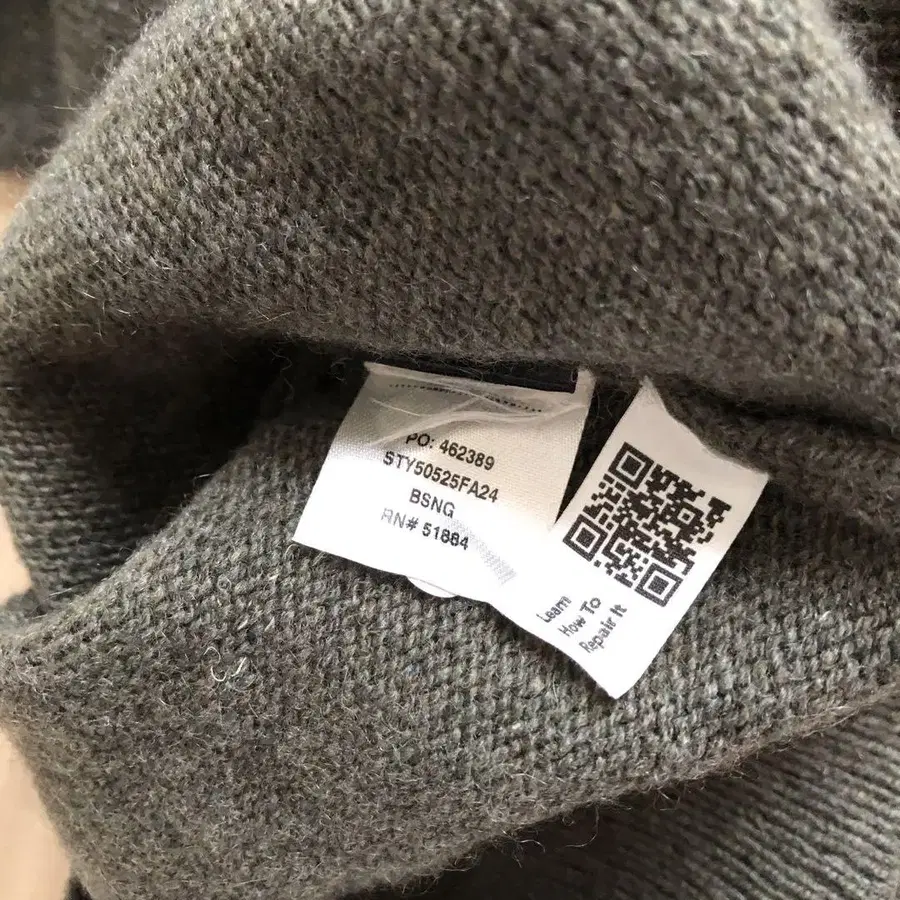 PO: 462389
STY50525FA24
BSNG
RN# 51884
Learn
How To
Repair It